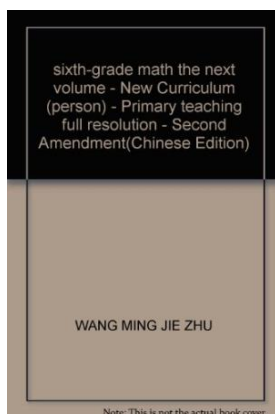 sixth-grade math the next
volume - New Curriculum
(person) - Primary teaching
full resolution - Second
Amendment(Chinese Edition)
WANG MING JIE ZHU
Note: This is not the actual book cover